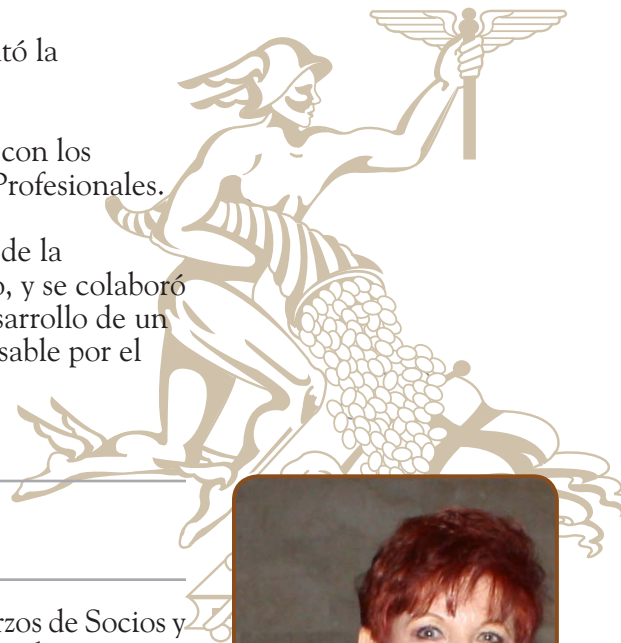 tó la
con los
Profesionales.
de la
, y se colaboró
sarrollo de un
sable por el
rzos de Socios y